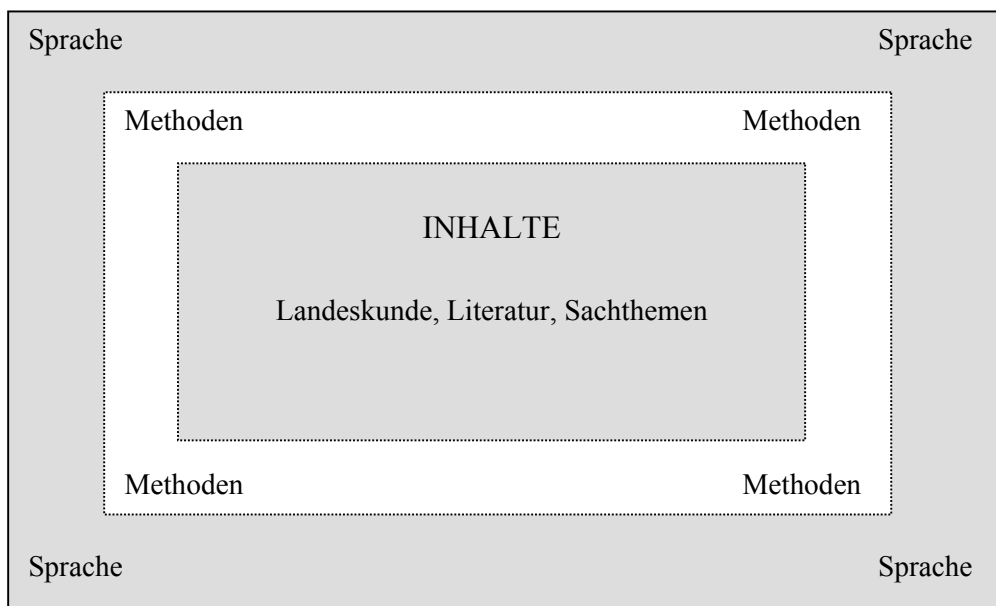 Sprache Sprache
Methoden Methoden
INHALTE
Landeskunde, Literatur, Sachthemen
Methoden Methoden
Sprache Sprache